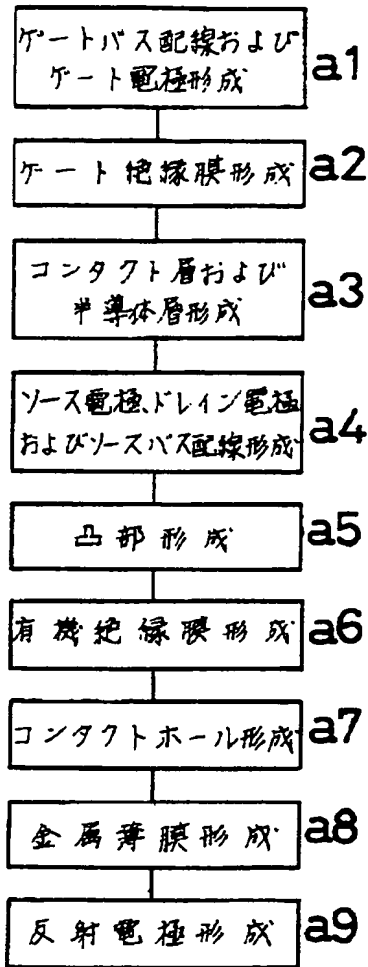 ゲートバス配線および
ゲート電極形成
a1
ゲート絶縁膜形成
a2
コンタクト層および
半導体層形成
a3
ソース電極、ドレイン電極
およびソースバス配線形成
a4
凸部形成
a5
有機絶縁膜形成
a6
コンタクトホール形成
a7
金属薄膜形成
a8
反射電極形成
a9